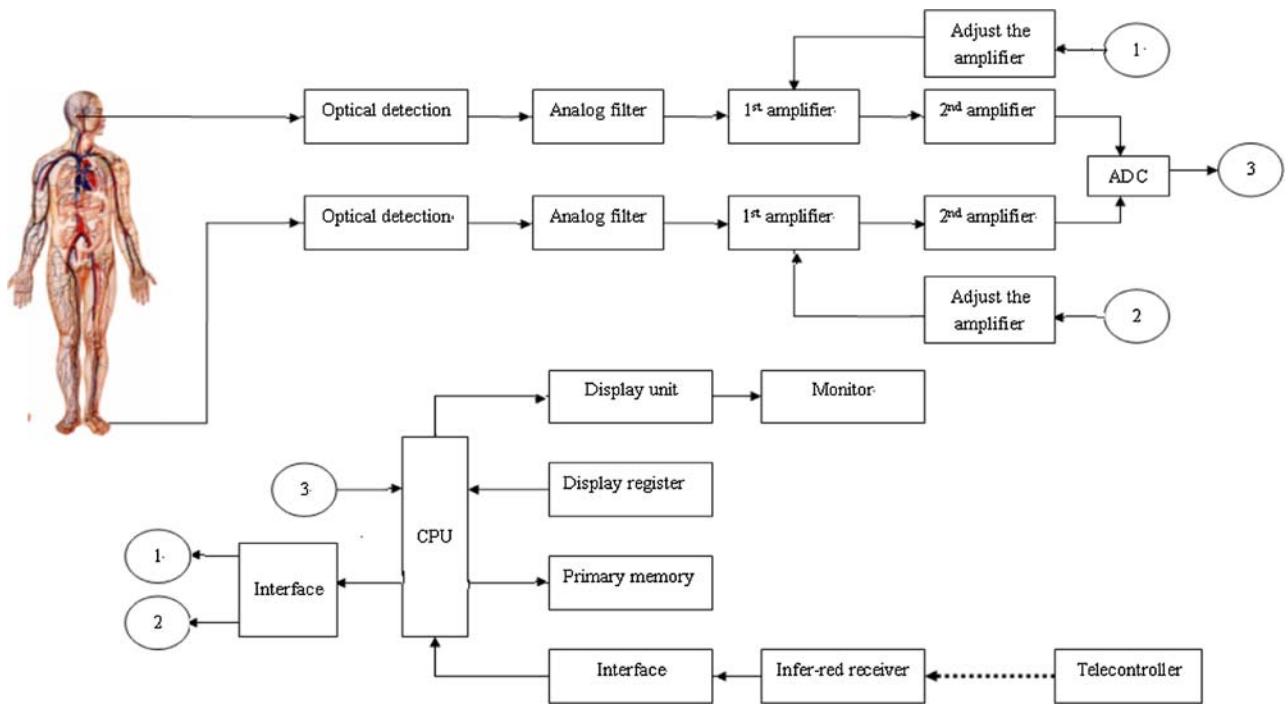 Adjust the
amplifier
1
Optical detection
Analog filter
1st amplifier
2nd amplifier
ADC
3
Optical detection
Analog filter
1st amplifier
2nd amplifier
Adjust the
amplifier
2
Display unit
Monitor
3
CPU
Display register
1
2
Interface
Primary memory
Interface
Infer-red receiver
Telecontroller